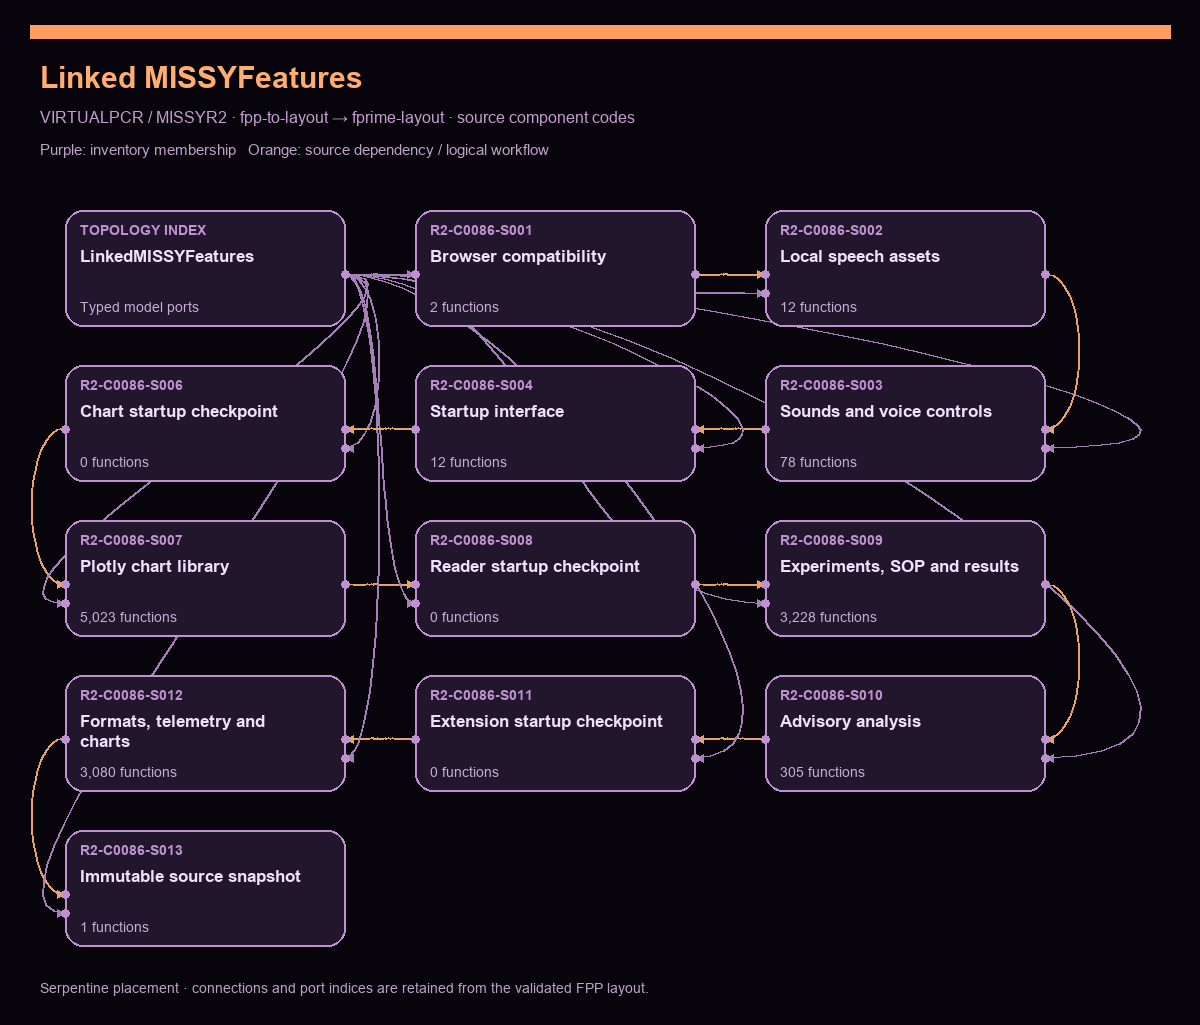 Linked MISSYFeatures
VIRTUALPCR / MISSYR2 · fpp-to-layout → fprime-layout · source component codes
Purple: inventory membership   Orange: source dependency / logical workflow
TOPOLOGY INDEX
LinkedMISSYFeatures
Typed model ports
R2-C0086-S001
Browser compatibility
2 functions
R2-C0086-S002
Local speech assets
12 functions
R2-C0086-S006
Chart startup checkpoint
0 functions
R2-C0086-S004
Startup interface
12 functions
R2-C0086-S003
Sounds and voice controls
78 functions
R2-C0086-S007
Plotly chart library
5,023 functions
R2-C0086-S008
Reader startup checkpoint
0 functions
R2-C0086-S009
Experiments, SOP and results
3,228 functions
R2-C0086-S012
Formats, telemetry and
charts
3,080 functions
R2-C0086-S011
Extension startup checkpoint
0 functions
R2-C0086-S010
Advisory analysis
305 functions
R2-C0086-S013
Immutable source snapshot
1 functions
Serpentine placement · connections and port indices are retained from the validated FPP layout.